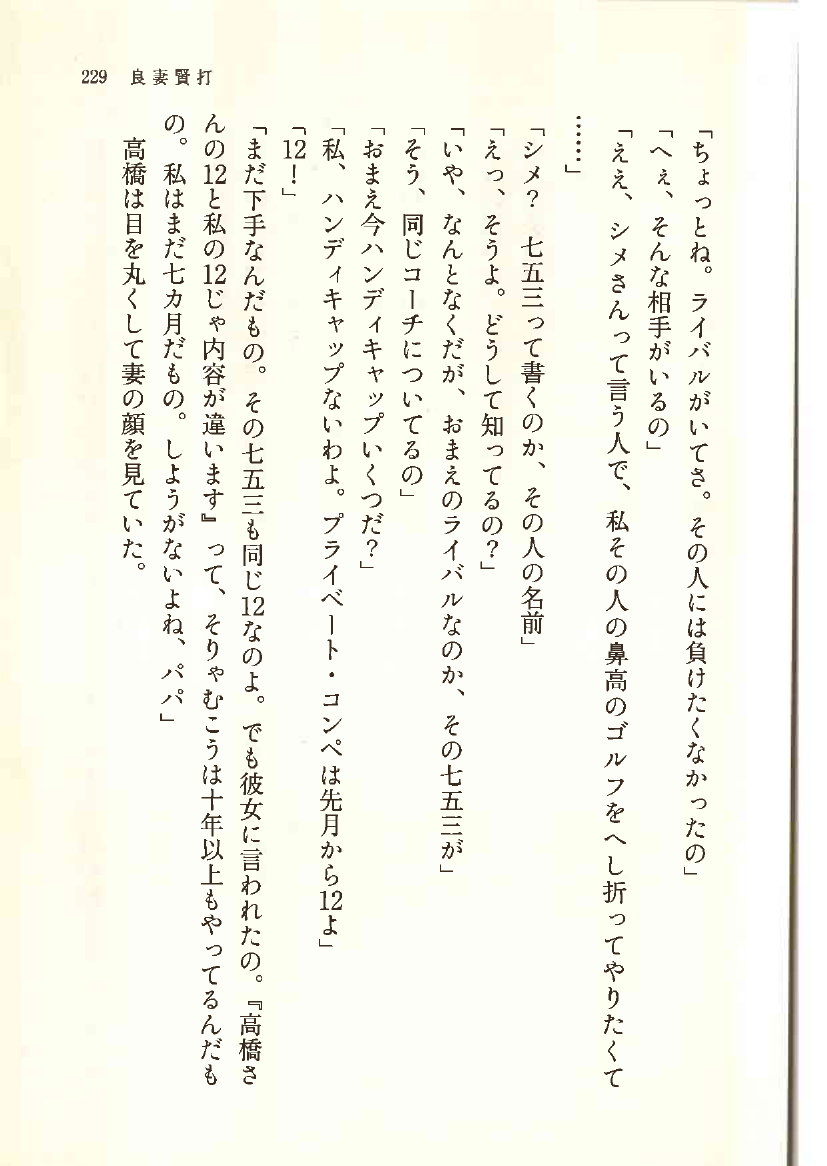 229 良妻賢打
「ちょっとね。ライバルがいてさ。その人には負けたくなかったの」
「へぇ、そんな相手がいるの」
「ええ、シメさんって言う人で、私その人の鼻高のゴルフをへし折ってやりたくて
……」
「シメ？　七五三って書くのか、その人の名前」
「えっ、そうよ。どうして知ってるの？」
「いや、なんとなくだが、おまえのライバルなのか、その七五三が」
「そう、同じコーチについてるの」
「おまえ今ハンディキャップいくつだ？」
「私、ハンディキャップないわよ。プライベート・コンペは先月から12よ」
「12！」
「まだ下手なんだもの。その七五三も同じ12なのよ。でも彼女に言われたの。『高橋さ
んの12と私の12じゃ内容が違います』って、そりゃむこうは十年以上もやってるんだも
の。私はまだ七カ月だもの。しようがないよね、パパ」
　高橋は目を丸くして妻の顔を見ていた。